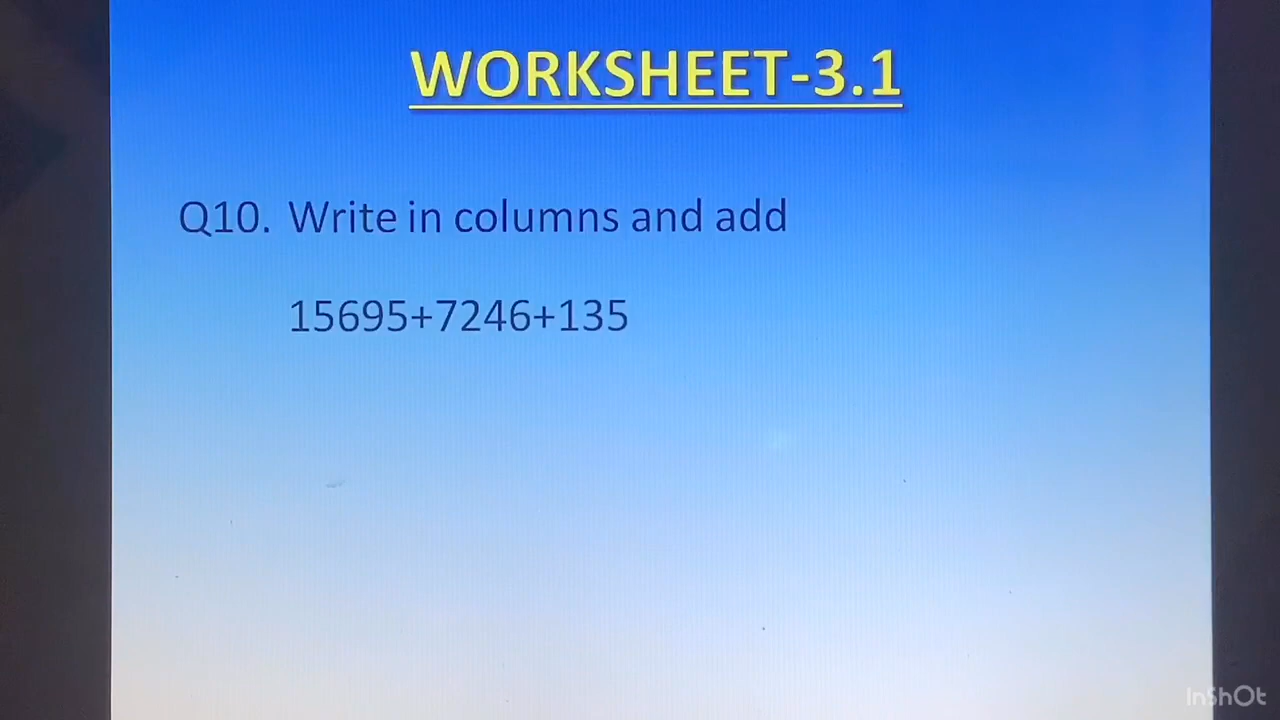 WORKSHEET-3.1
Q10. Write in columns and add
15695+7246+135
InShOt